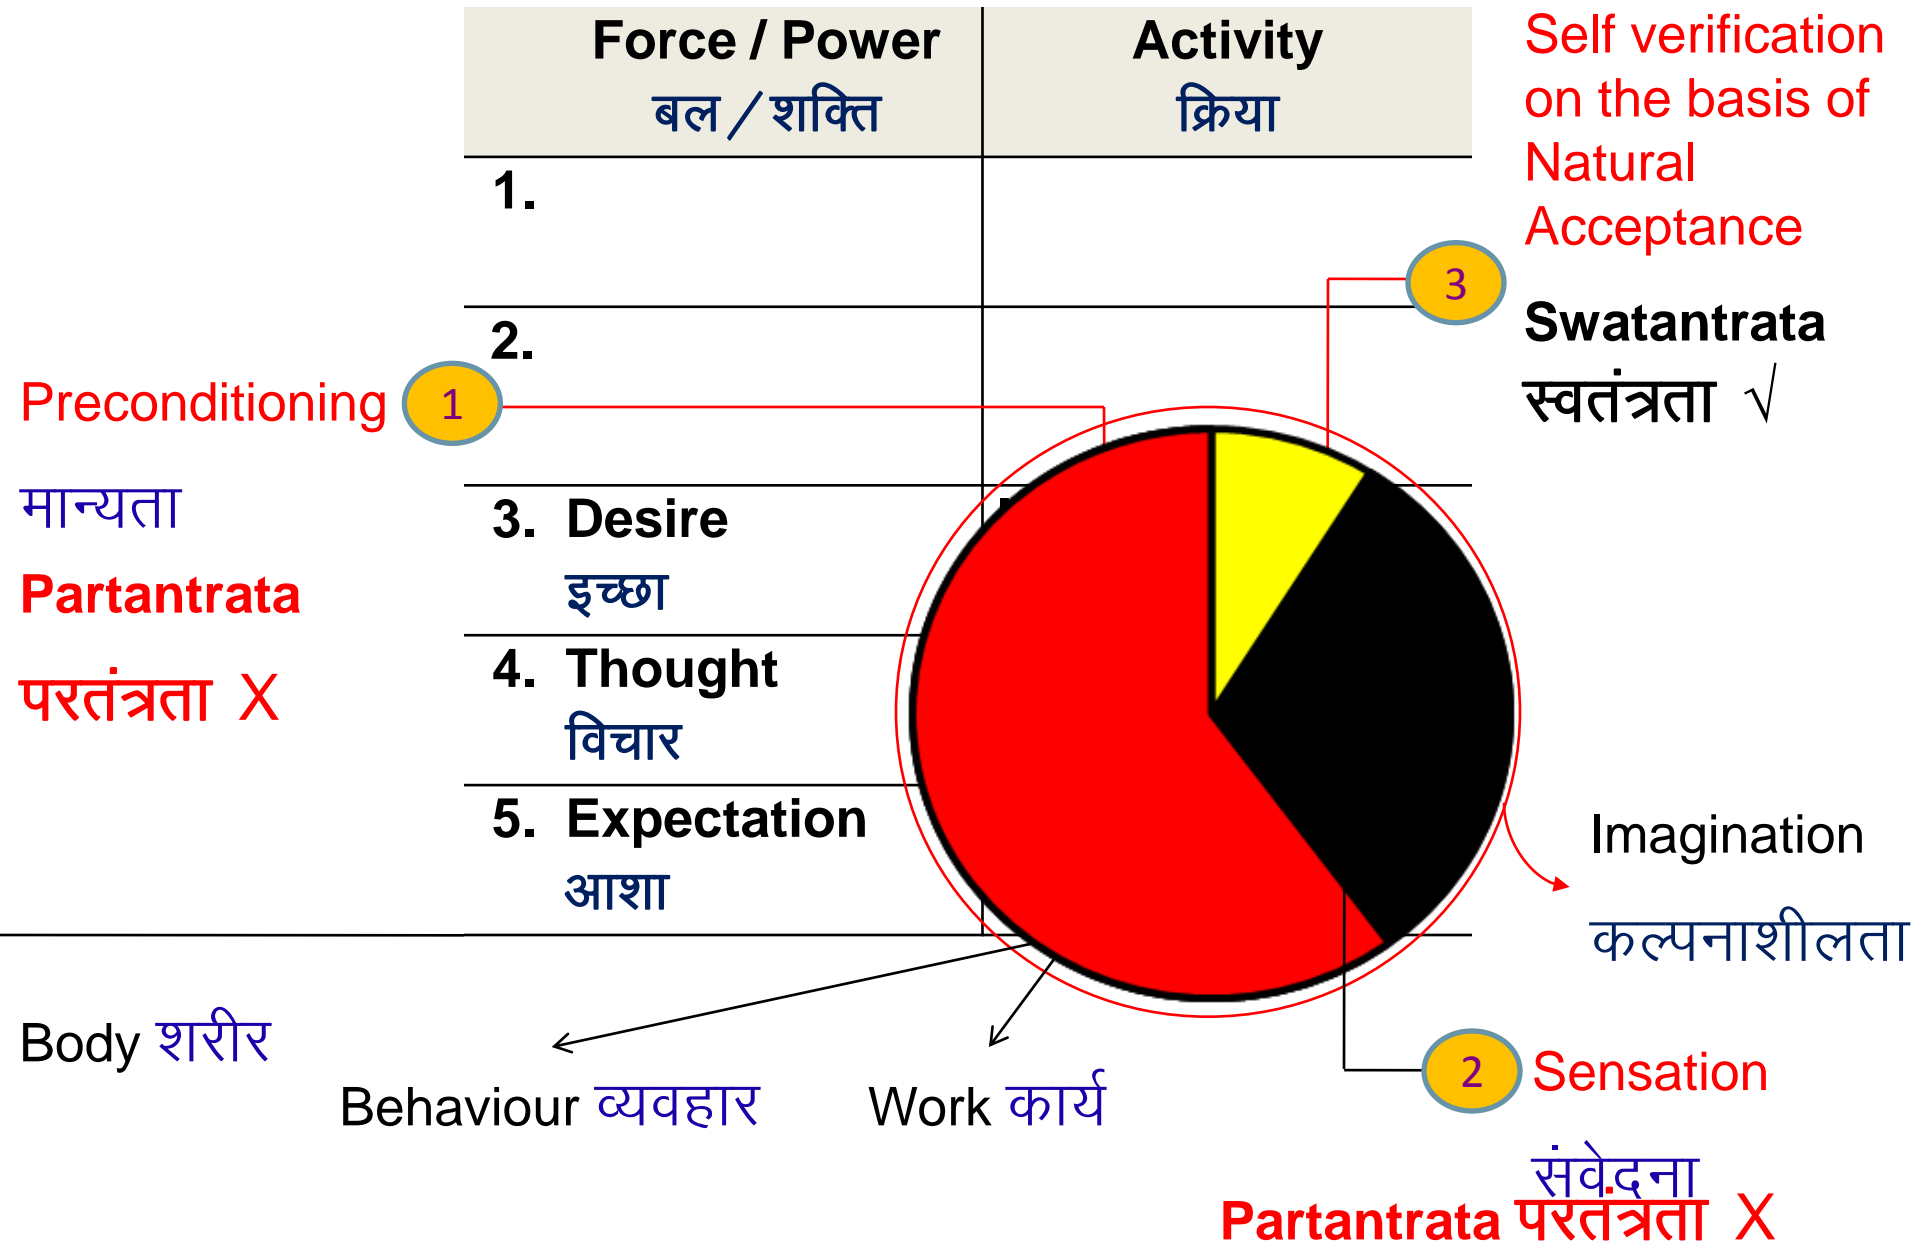 Force / Power
बल / शक्ति
Activity
क्रिया
1.
2.
3. Desire
इच्छा
4. Thought
विचार
5. Expectation
आशा
Preconditioning 1
मान्यता
Partantrata
परतंत्रता X
Self verification
on the basis of
Natural
Acceptance
3
Swatantrata
स्वतंत्रता √
Imagination
कल्पनाशीलता
Body शरीर
Behaviour व्यवहार
Work कार्य
2 Sensation
संवेदना
Partantrata परतंत्रता X